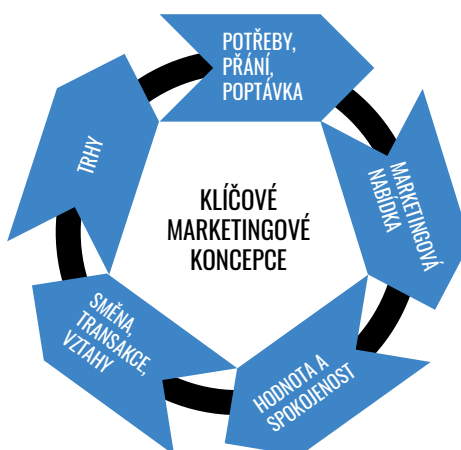 POTŘEBY,
PŘÁNÍ,
POPTÁVKA
MARKETINGOVÁ
NABÍDKA
HODNOTA A
SPOKOJENOST
SMĚNA,
TRANSAKCE,
VZTAHY
TRHY
KLÍČOVÉ
MARKETINGOVÉ
KONCEPCE